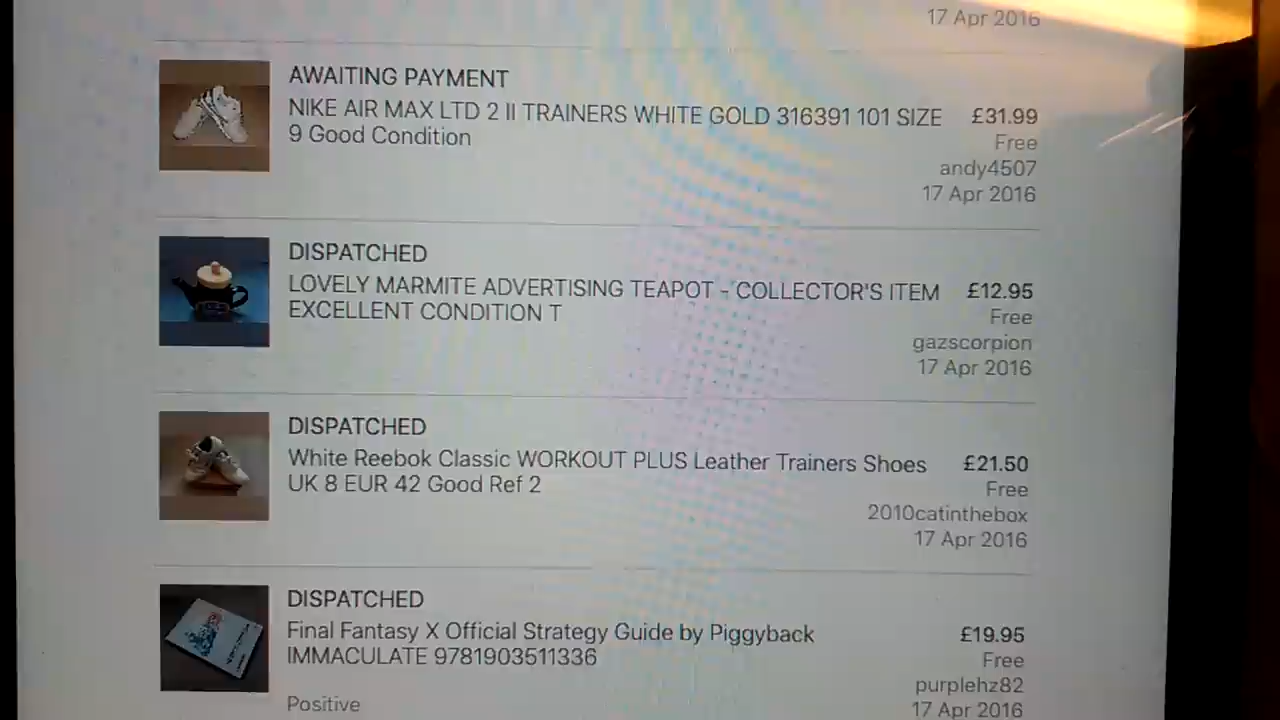 17 Apr 2016
AWAITING PAYMENT
NIKE AIR MAX LTD 2 II TRAINERS WHITE GOLD 316391 101 SIZE £31.99
9 Good Condition
Free
andy4507
17 Apr 2016
DISPATCHED
LOVELY MARMITE ADVERTISING TEAPOT - COLLECTOR'S ITEM £12.95
EXCELLENT CONDITION T
Free
gazscorpion
17 Apr 2016
DISPATCHED
White Reebok Classic WORKOUT PLUS Leather Trainers Shoes £21.50
UK 8 EUR 42 Good Ref 2
Free
2010catinthebox
17 Apr 2016
DISPATCHED
Final Fantasy X Official Strategy Guide by Piggyback £19.95
IMMACULATE 9781903511336
Free
purplehz82
Positive
17 Apr 2016